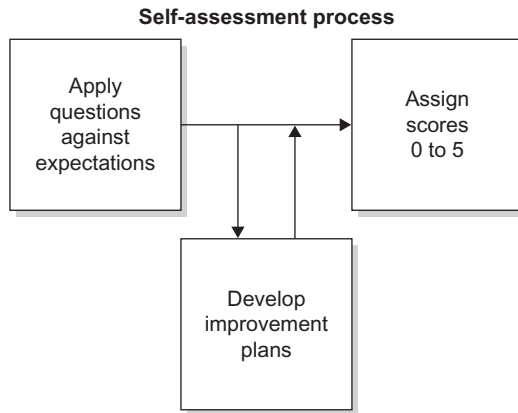 Self-assessment process
Apply
questions
against
expectations
Assign
scores
0 to 5
Develop
improvement
plans